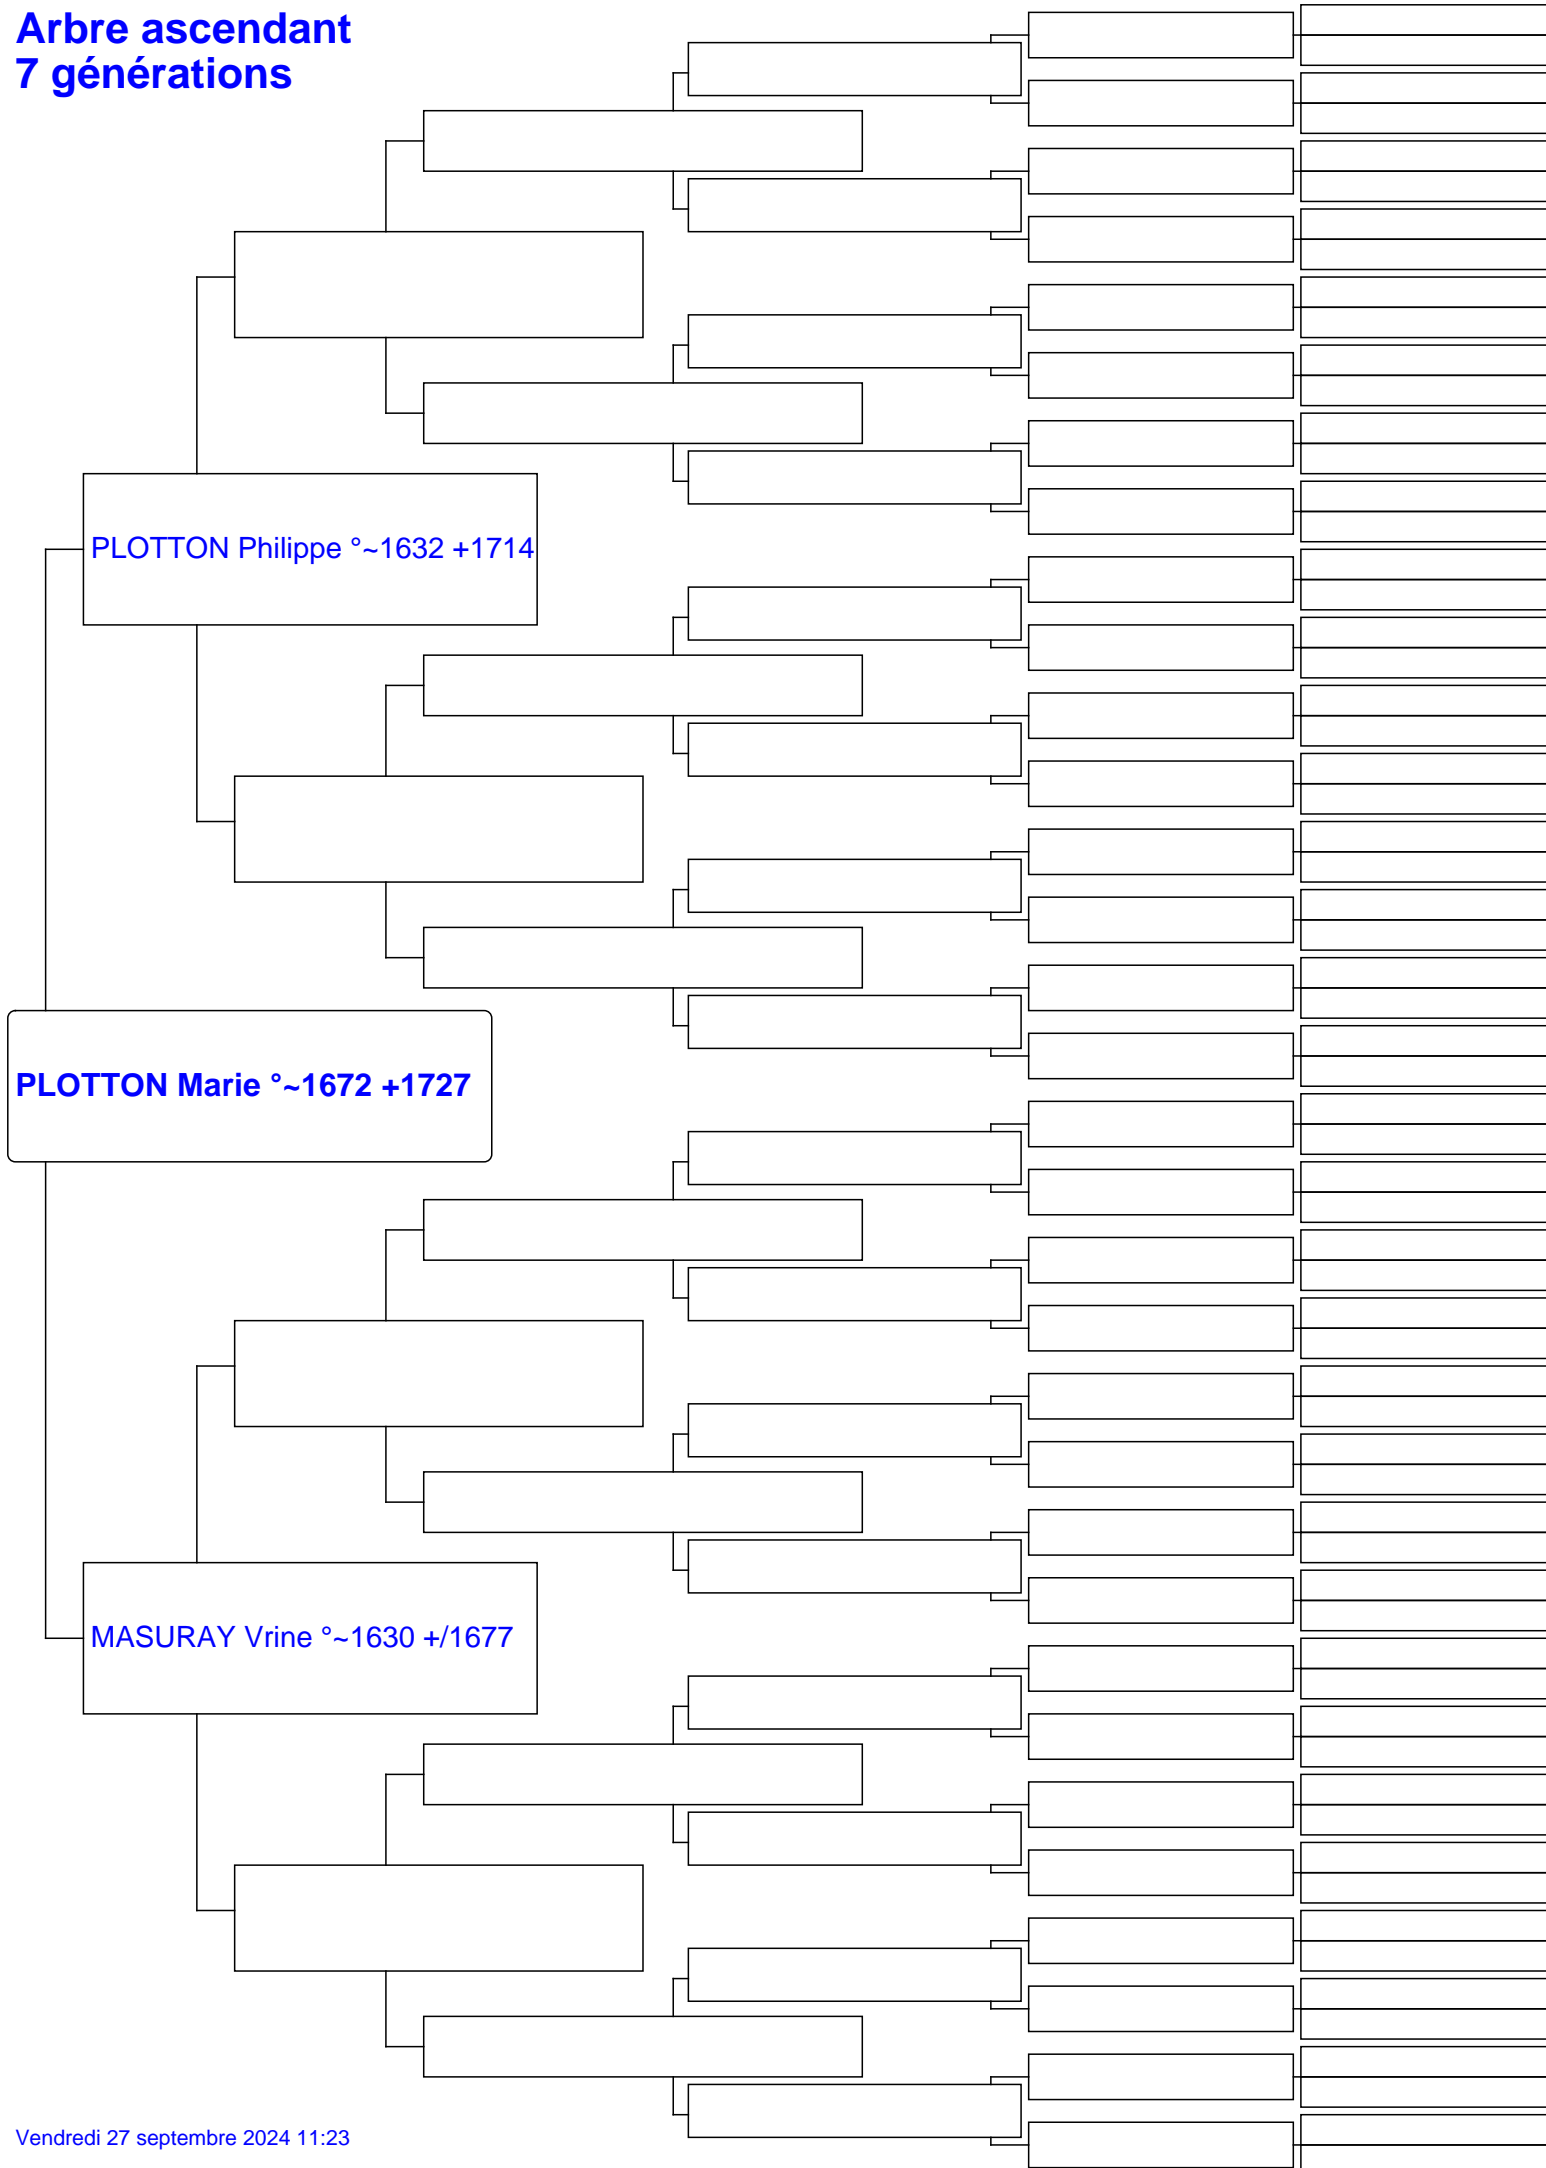 Arbre ascendant
7 générations
PLOTTON Philippe °~1632 +1714
PLOTTON Marie °~1672 +1727
MASURAY Vrine °~1630 +/1677
Vendredi 27 septembre 2024 11:23